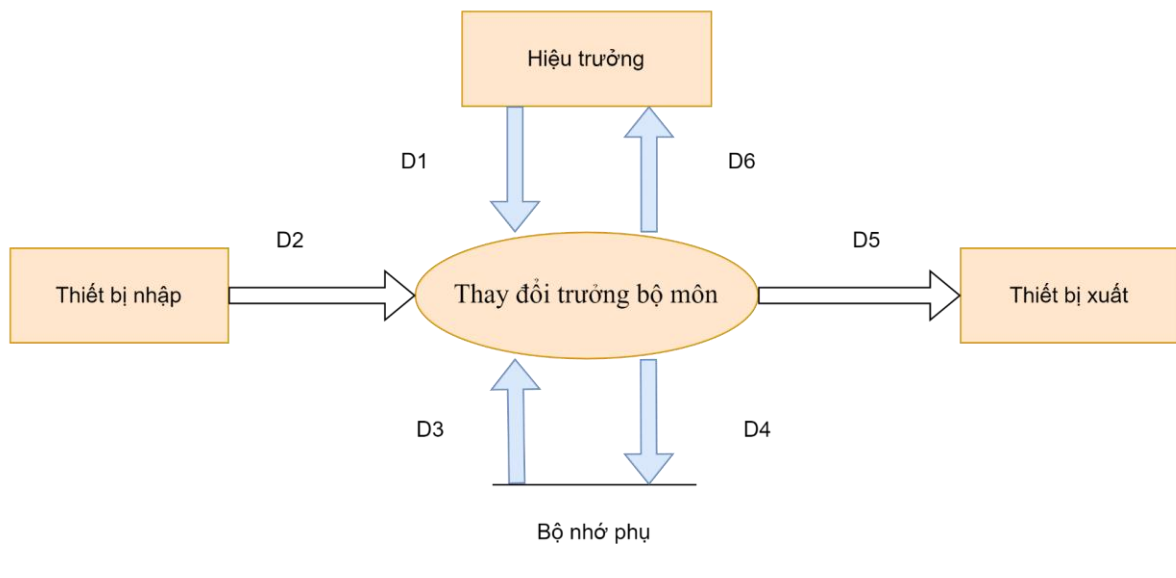 Hiệu trưởng
D1
D6
D2
D5
Thiết bị nhập
Thay đổi trưởng bộ môn
Thiết bị xuất
D3
D4
Bộ nhớ phụ